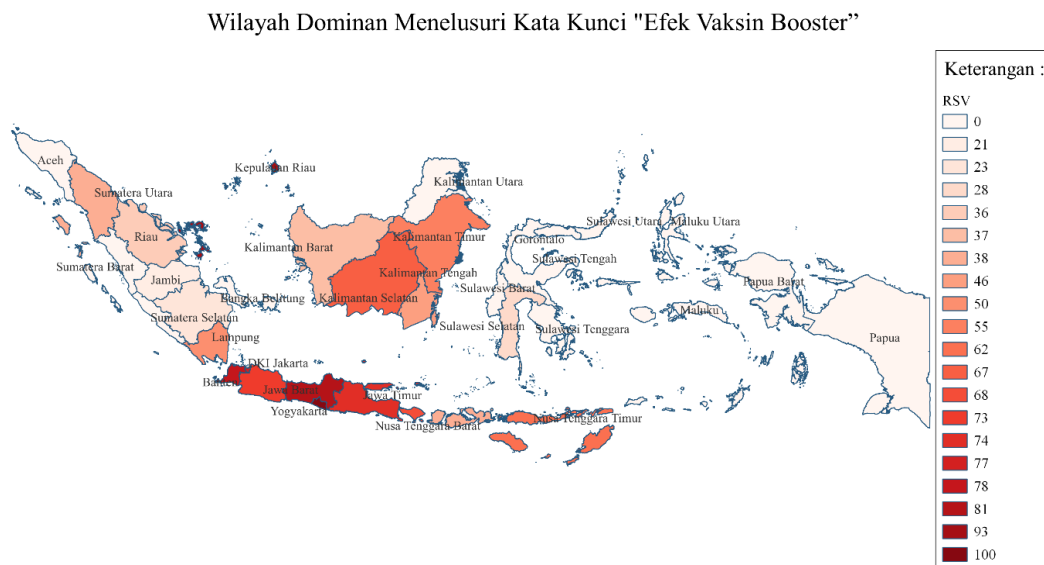 Wilayah Dominan Menelusuri Kata Kunci "Efek Vaksin Booster”
Keterangan :
RSV
0
21
23
28
36
37
38
46
50
55
62
67
68
73
74
77
78
81
93
100
Aceh
Sumatera Utara
Kepulauan Riau
Kalimantan Utara
Riau
Kalimantan Barat
Kalimantan Timur
Sulawesi Utara
Maluku Utara
Gorontalo
Sumatera Barat
Jambi
Kalimantan Tengah
Sulawesi Tengah
Bangka Belitung
Kalimantan Selatan
Sulawesi Barat
Papua Barat
Sumatera Selatan
Sulawesi Selatan
Sulawesi Tenggara
Maluku
Lampung
Papua
DKI Jakarta
Banten
Jawa Barat
Jawa Timur
Yogyakarta
Nusa Tenggara Barat
Nusa Tenggara Timur